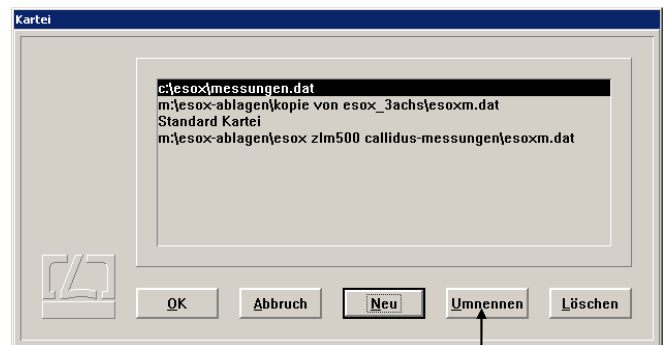 Kartei
c:\esox\messungen.dat
m:\esox-ablagen\kopie von esox_3achs\esoxm.dat
Standard Kartei
m:\esox-ablagen\esox zlm500 callidus-messungen\esoxm.dat
OK Abbruch Neu Umnennen Löschen